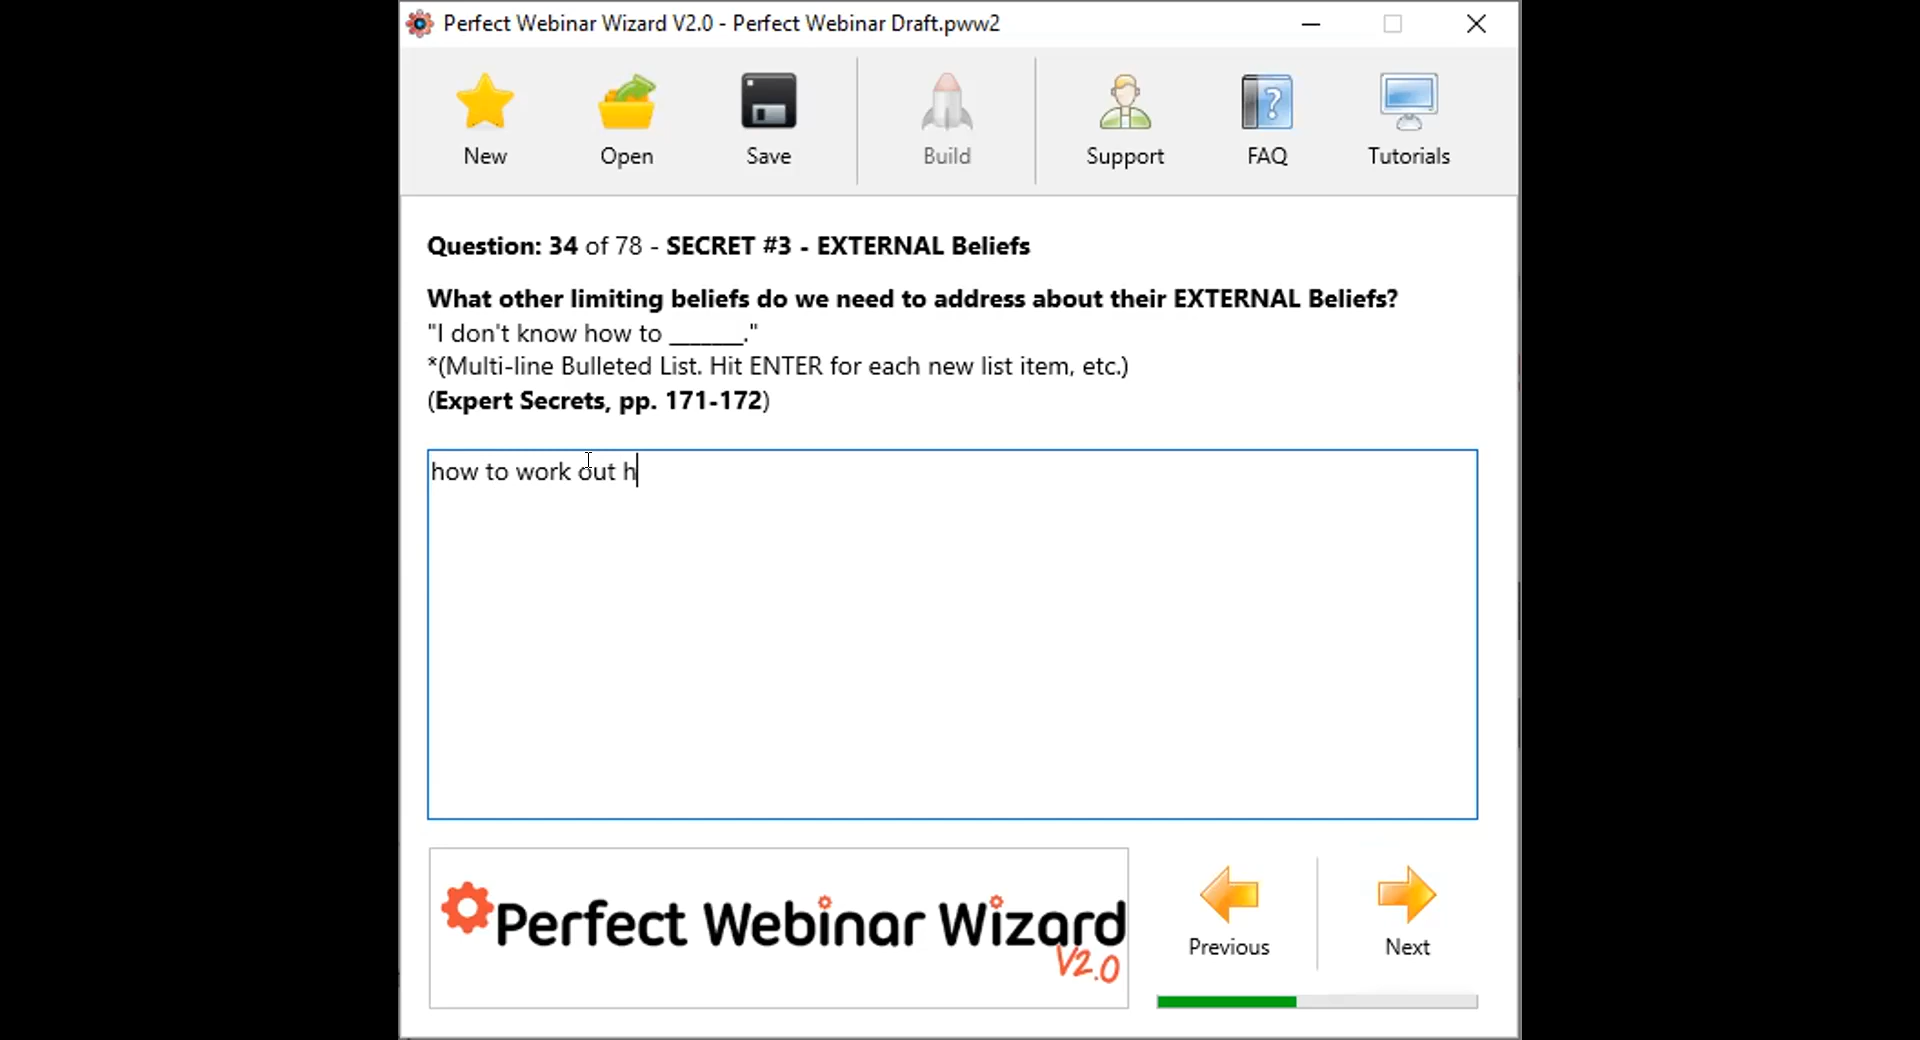 Perfect Webinar Wizard V2.0 - Perfect Webinar Draft.pww2
New
Open
Save
Build
Support
FAQ
Tutorials
Question: 34 of 78 - SECRET #3 - EXTERNAL Beliefs
What other limiting beliefs do we need to address about their EXTERNAL Beliefs?
"I don't know how to _______."
*(Multi-line Bulleted List. Hit ENTER for each new list item, etc.)
(Expert Secrets, pp. 171-172)
how to work out h
Perfect Webinar Wizard
V2.0
Previous
Next